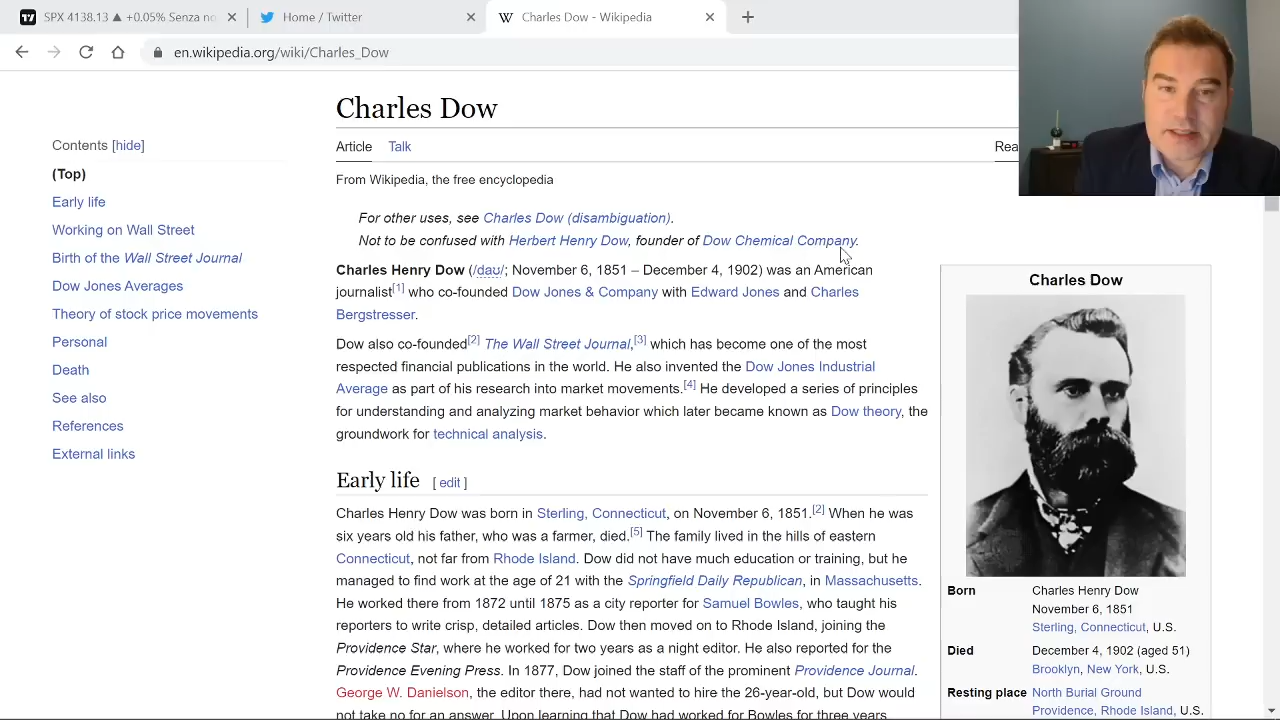 SPX 4138.13 ▲ +0.05% Senza no
Home / Twitter
Charles Dow - Wikipedia
en.wikipedia.org/wiki/Charles_Dow
Contents [hide]
(Top)
Early life
Working on Wall Street
Birth of the Wall Street Journal
Dow Jones Averages
Theory of stock price movements
Personal
Death
See also
References
External links
Charles Dow
Article Talk
Rea
From Wikipedia, the free encyclopedia
For other uses, see Charles Dow (disambiguation).
Not to be confused with Herbert Henry Dow, founder of Dow Chemical Company.
Charles Henry Dow (/daʊ/; November 6, 1851 – December 4, 1902) was an American
journalist[1] who co-founded Dow Jones & Company with Edward Jones and Charles
Bergstresser.
Dow also co-founded[2] The Wall Street Journal,[3] which has become one of the most
respected financial publications in the world. He also invented the Dow Jones Industrial
Average as part of his research into market movements.[4] He developed a series of principles
for understanding and analyzing market behavior which later became known as Dow theory, the
groundwork for technical analysis.
Early life [ edit ]
Charles Henry Dow was born in Sterling, Connecticut, on November 6, 1851.[2] When he was
six years old his father, who was a farmer, died.[5] The family lived in the hills of eastern
Connecticut, not far from Rhode Island. Dow did not have much education or training, but he
managed to find work at the age of 21 with the Springfield Daily Republican, in Massachusetts.
He worked there from 1872 until 1875 as a city reporter for Samuel Bowles, who taught his
reporters to write crisp, detailed articles. Dow then moved on to Rhode Island, joining the
Providence Star, where he worked for two years as a night editor. He also reported for the
Providence Evening Press. In 1877, Dow joined the staff of the prominent Providence Journal.
George W. Danielson, the editor there, had not wanted to hire the 26-year-old, but Dow would
not take no for an answer. Upon learning that Dow had worked for Bowles for three years,
Charles Dow
Born Charles Henry Dow
November 6, 1851
Sterling, Connecticut, U.S.
Died December 4, 1902 (aged 51)
Brooklyn, New York, U.S.
Resting place North Burial Ground
Providence, Rhode Island, U.S.